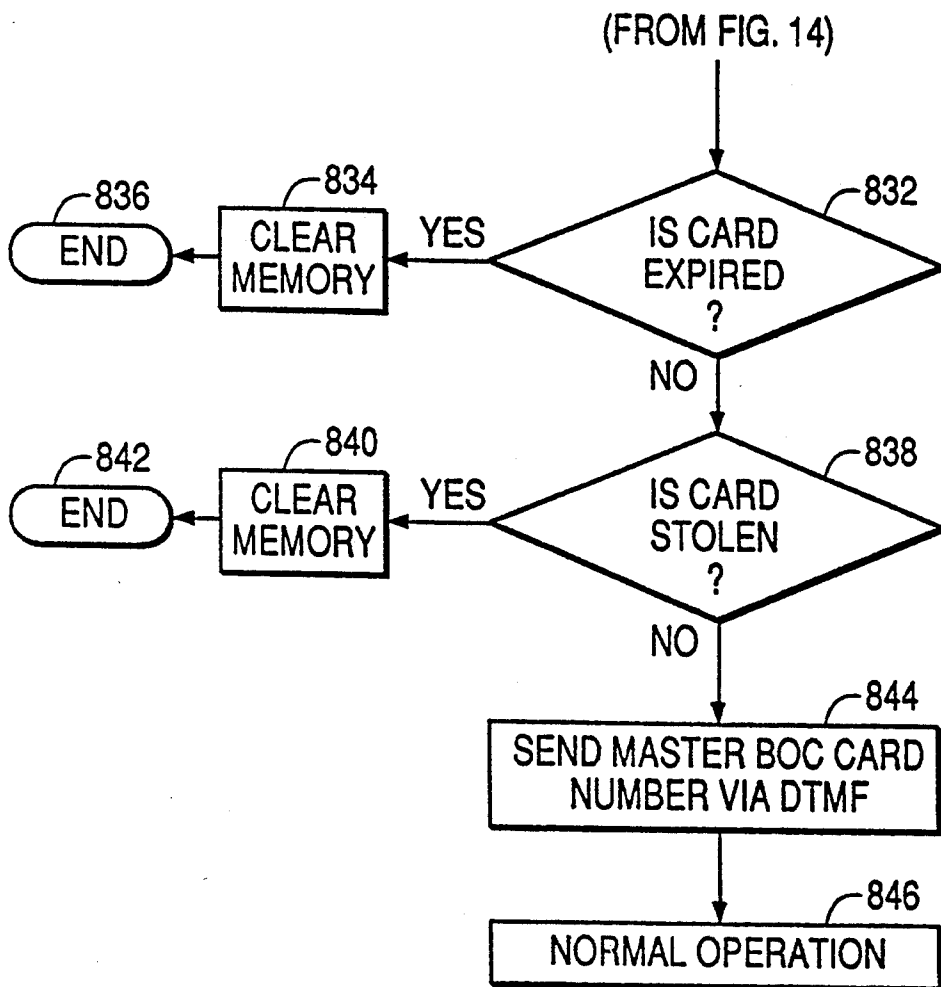 (FROM FIG. 14)
832
IS CARD
EXPIRED
?
YES
834
CLEAR
MEMORY
836
END
NO
838
IS CARD
STOLEN
?
YES
840
CLEAR
MEMORY
842
END
NO
844
SEND MASTER BOC CARD
NUMBER VIA DTMF
846
NORMAL OPERATION